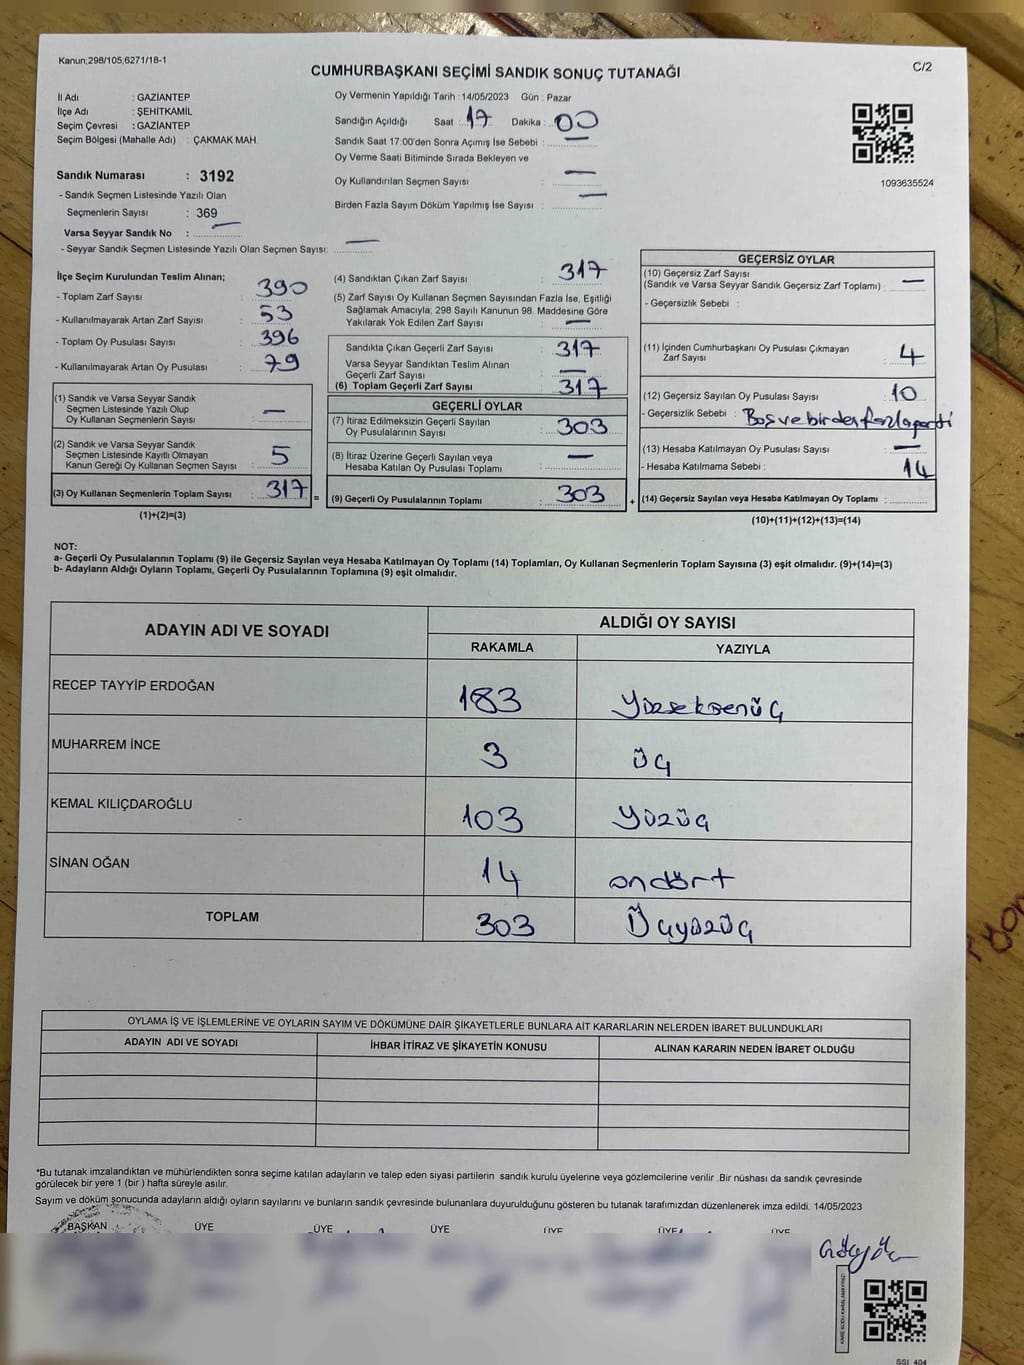 Kanun;298/105,6271/18-1
CUMHURBAŞKANI SEÇİMİ SANDIK SONUÇ TUTANAĞI
C/2
İl Adı : GAZİANTEP
İlçe Adı : ŞEHİTKAMİL
Seçim Çevresi : GAZİANTEP
Seçim Bölgesi (Mahalle Adı) : ÇAKMAK MAH.
Oy Vermenin Yapıldığı Tarih : 14/05/2023 Gün : Pazar
Sandığın Açıldığı Saat : 17 Dakika : 00
Sandık Saat 17:00'den Sonra Açımış İse Sebebi : —
Oy Verme Saati Bitiminde Sırada Bekleyen ve
Oy Kullandırılan Seçmen Sayısı : —
Birden Fazla Sayım Döküm Yapılmış İse Sayısı : —
1093635524
Sandık Numarası : 3192
- Sandık Seçmen Listesinde Yazılı Olan
Seçmenlerin Sayısı : 369
Varsa Seyyar Sandık No : —
- Seyyar Sandık Seçmen Listesinde Yazılı Olan Seçmen Sayısı: —
İlçe Seçim Kurulundan Teslim Alınan;
- Toplam Zarf Sayısı : 390
- Kullanılmayarak Artan Zarf Sayısı : 53
- Toplam Oy Pusulası Sayısı : 396
- Kullanılmayarak Artan Oy Pusulası : 79
(1) Sandık ve Varsa Seyyar Sandık
Seçmen Listesinde Yazılı Olup
Oy Kullanan Seçmenlerin Sayısı : —
(2) Sandık ve Varsa Seyyar Sandık
Seçmen Listesinde Kayıtlı Olmayan
Kanun Gereği Oy Kullanan Seçmen Sayısı : 5
(3) Oy Kullanan Seçmenlerin Toplam Sayısı : 317 =
(1)+(2)=(3)
(4) Sandıktan Çıkan Zarf Sayısı : 317
(5) Zarf Sayısı Oy Kullanan Seçmen Sayısından Fazla İse, Eşitliği
Sağlamak Amacıyla; 298 Sayılı Kanunun 98. Maddesine Göre
Yakılarak Yok Edilen Zarf Sayısı : —
Sandıkta Çıkan Geçerli Zarf Sayısı : 317
Varsa Seyyar Sandıktan Teslim Alınan
Geçerli Zarf Sayısı : —
(6) Toplam Geçerli Zarf Sayısı : 317
GEÇERLİ OYLAR
(7) İtiraz Edilmeksizin Geçerli Sayılan
Oy Pusulalarının Sayısı : 303
(8) İtiraz Üzerine Geçerli Sayılan veya
Hesaba Katılan Oy Pusulası Toplamı : —
(9) Geçerli Oy Pusulalarının Toplamı : 303 +
GEÇERSİZ OYLAR
(10) Geçersiz Zarf Sayısı
(Sandık ve Varsa Seyyar Sandık Geçersiz Zarf Toplamı) : —
- Geçersizlik Sebebi :
(11) İçinden Cumhurbaşkanı Oy Pusulası Çıkmayan
Zarf Sayısı : 4
(12) Geçersiz Sayılan Oy Pusulası Sayısı : 10
- Geçersizlik Sebebi : Boş ve birden fazla parti
(13) Hesaba Katılmayan Oy Pusulası Sayısı : —
- Hesaba Katılmama Sebebi : 14
(14) Geçersiz Sayılan veya Hesaba Katılmayan Oy Toplamı :
(10)+(11)+(12)+(13)=(14)
NOT:
a- Geçerli Oy Pusulalarının Toplamı (9) ile Geçersiz Sayılan veya Hesaba Katılmayan Oy Toplamı (14) Toplamları, Oy Kullanan Seçmenlerin Toplam Sayısına (3) eşit olmalıdır. (9)+(14)=(3)
b- Adayların Aldığı Oyların Toplamı, Geçerli Oy Pusulalarının Toplamına (9) eşit olmalıdır.
ADAYIN ADI VE SOYADI
ALDIĞI OY SAYISI
RAKAMLA YAZIYLA
RECEP TAYYİP ERDOĞAN 183 Yüzseksenüç
MUHARREM İNCE 3 üç
KEMAL KILIÇDAROĞLU 103 Yüzüç
SİNAN OĞAN 14 ondört
TOPLAM 303 Üçyüzüç
OYLAMA İŞ VE İŞLEMLERİNE VE OYLARIN SAYIM VE DÖKÜMÜNE DAİR ŞİKAYETLERLE BUNLARA AİT KARARLARIN NELERDEN İBARET BULUNDUKLARI
ADAYIN ADI VE SOYADI İHBAR İTİRAZ VE ŞİKAYETİN KONUSU ALINAN KARARIN NEDEN İBARET OLDUĞU
*Bu tutanak imzalandıktan ve mühürlendikten sonra seçime katılan adayların ve talep eden siyasi partilerin sandık kurulu üyelerine veya gözlemcilerine verilir .Bir nüshası da sandık çevresinde
görülecek bir yere 1 (bir ) hafta süreyle asılır.
Sayım ve döküm sonucunda adayların aldığı oyların sayılarını ve bunların sandık çevresinde bulunanlara duyurulduğunu gösteren bu tutanak tarafımızdan düzenlenerek imza edildi. 14/05/2023
BAŞKAN ÜYE ÜYE ÜYE ÜYE ÜYE ÜYE
SSI_404